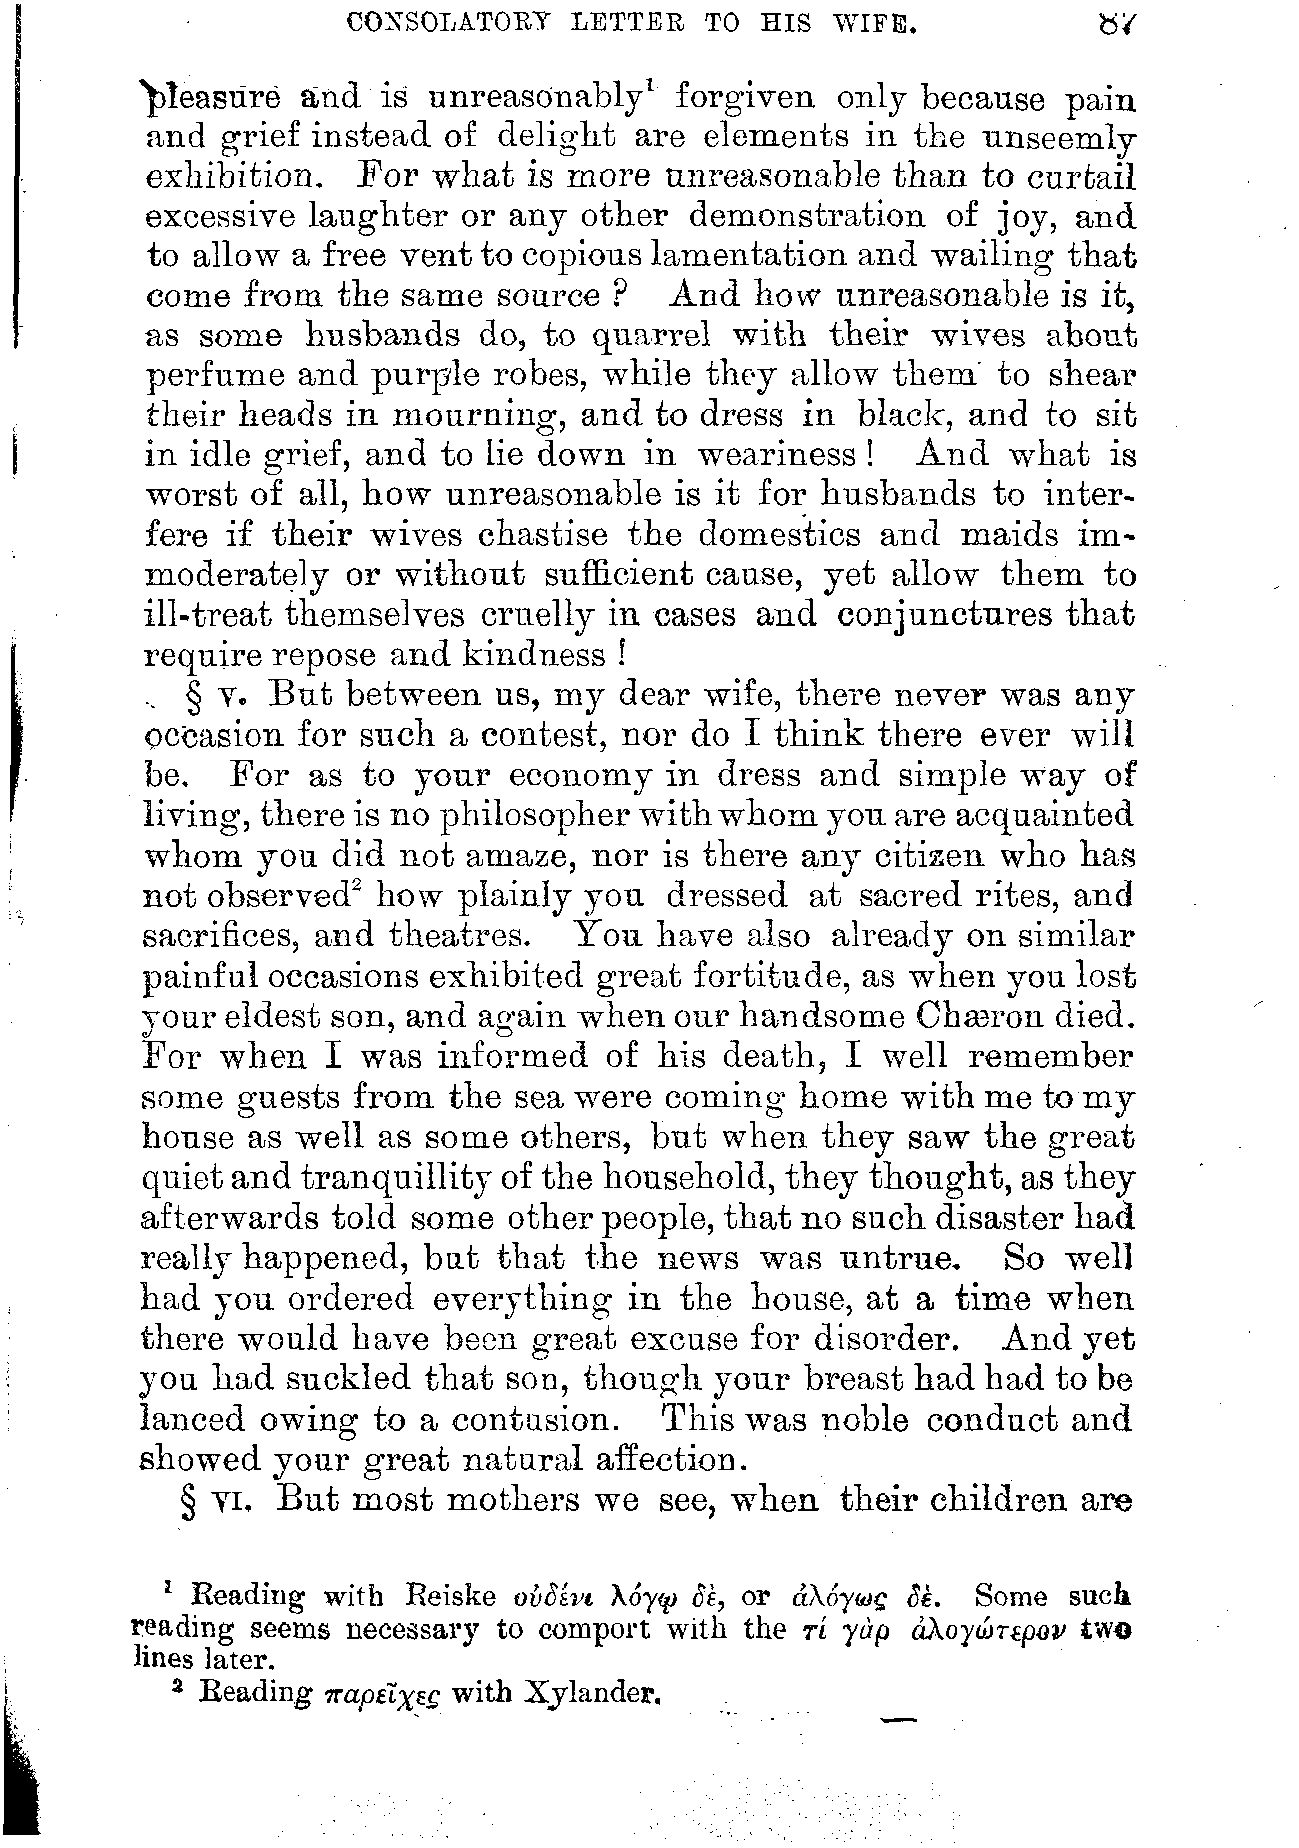 CONSOLATORY LETTER TO HIS WIFE. 87
pleasure and is unreasonably¹ forgiven only because pain
and grief instead of delight are elements in the unseemly
exhibition. For what is more unreasonable than to curtail
excessive laughter or any other demonstration of joy, and
to allow a free vent to copious lamentation and wailing that
come from the same source? And how unreasonable is it,
as some husbands do, to quarrel with their wives about
perfume and purple robes, while they allow them to shear
their heads in mourning, and to dress in black, and to sit
in idle grief, and to lie down in weariness! And what is
worst of all, how unreasonable is it for husbands to inter-
fere if their wives chastise the domestics and maids im-
moderately or without sufficient cause, yet allow them to
ill-treat themselves cruelly in cases and conjunctures that
require repose and kindness!
§ v. But between us, my dear wife, there never was any
occasion for such a contest, nor do I think there ever will
be. For as to your economy in dress and simple way of
living, there is no philosopher with whom you are acquainted
whom you did not amaze, nor is there any citizen who has
not observed² how plainly you dressed at sacred rites, and
sacrifices, and theatres. You have also already on similar
painful occasions exhibited great fortitude, as when you lost
your eldest son, and again when our handsome Chæron died.
For when I was informed of his death, I well remember
some guests from the sea were coming home with me to my
house as well as some others, but when they saw the great
quiet and tranquillity of the household, they thought, as they
afterwards told some other people, that no such disaster had
really happened, but that the news was untrue. So well
had you ordered everything in the house, at a time when
there would have been great excuse for disorder. And yet
you had suckled that son, though your breast had had to be
lanced owing to a contusion. This was noble conduct and
showed your great natural affection.
§ vi. But most mothers we see, when their children are
¹ Reading with Reiske οὐδένι λόγῳ δὲ, or ἀλόγως δὲ. Some such
reading seems necessary to comport with the τί γὰρ ἀλογώτερον two
lines later.
² Reading παρεῖχες with Xylander.